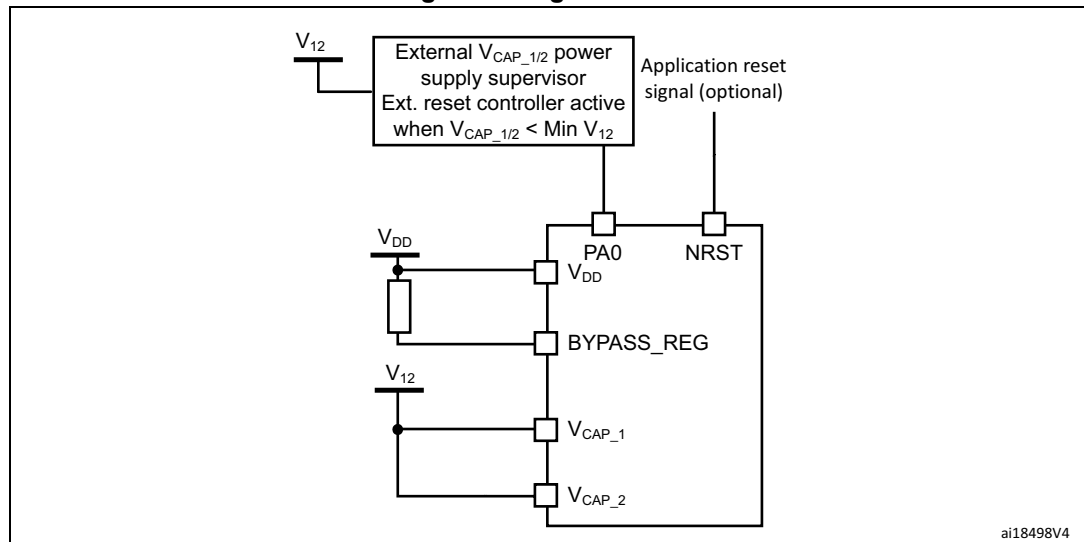 V12
External VCAP_1/2 power
supply supervisor
Ext. reset controller active
when VCAP_1/2 < Min V12
Application reset
signal (optional)
PA0
NRST
VDD
VDD
BYPASS_REG
V12
VCAP_1
VCAP_2
ai18498V4